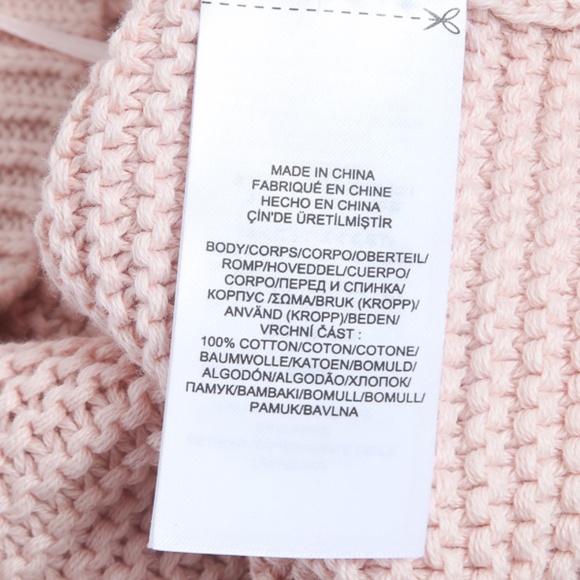 MADE IN CHINA
FABRIQUÉ EN CHINE
HECHO EN CHINA
ÇİN'DE ÜRETİLMİŞTİR
BODY/CORPS/CORPO/OBERTEIL/
ROMP/HOVEDDEL/CUERPO/
CORPO/ПЕРЕД И СПИНКА/
КОРПУС /ΣΩΜΑ/BRUK (KROPP)/
ANVÄND (KROPP)/BEDEN/
VRCHNÍ ČÁST :
100% COTTON/COTON/COTONE/
BAUMWOLLE/KATOEN/BOMULD/
ALGODÓN/ALGODÃO/ХЛОПОК/
ПАМУК/ΒΑΜΒΑΚΙ/BOMULL/BOMULL/
PAMUK/BAVLNA